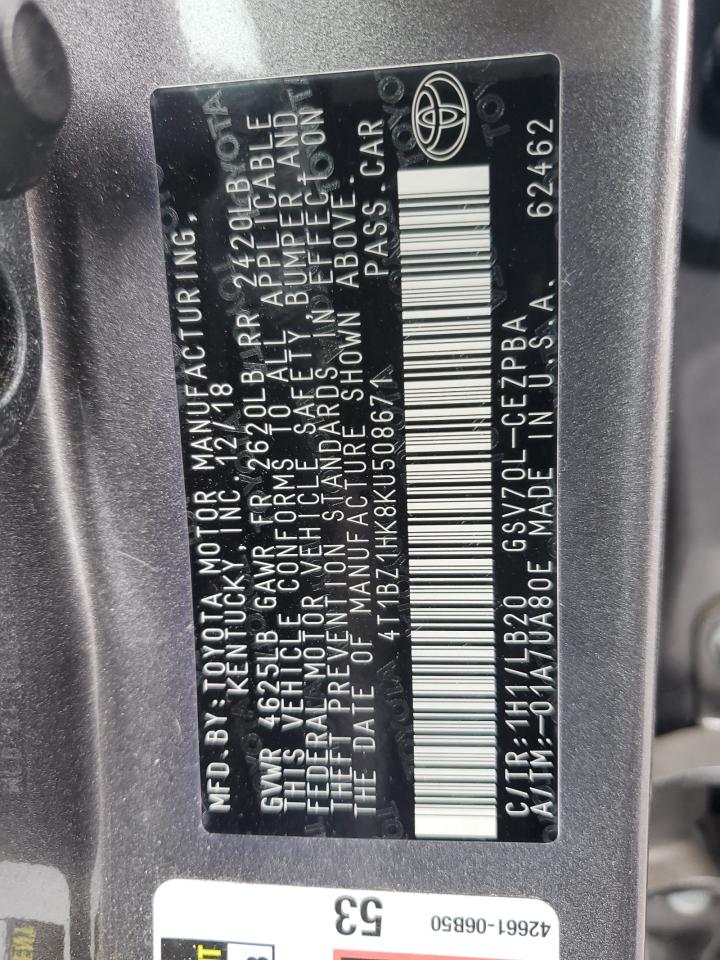 MFD.BY:TOYOTA MOTOR MANUFACTURING,
KENTUCKY, INC. 12/18
GVWR 4625LB GAWR FR 2620LB RR 2420LB
THIS VEHICLE CONFORMS TO ALL APPLICABLE
FEDERAL MOTOR VEHICLE SAFETY, BUMPER AND
THEFT PREVENTION STANDARDS IN EFFECT ON
THE DATE OF MANUFACTURE SHOWN ABOVE.
4T1BZ1HK8KU508671 PASS.CAR
C/TR: 1H1/LB20 GSV70L-CEZPBA
A/TM:-01A/UA80E MADE IN U.S.A. 62462
53
42661-06B50